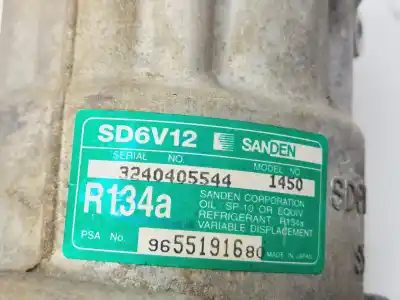 SD6V12 SANDEN
SERIAL NO. MODEL NO
3240405544 1450
R134a
SANDEN CORPORATION
OIL SP-10 OR EQUIV
REFRIGERANT R134a
VARIABLE DISPLACEMENT
PSA No. 9655191680
MADE IN JAPAN